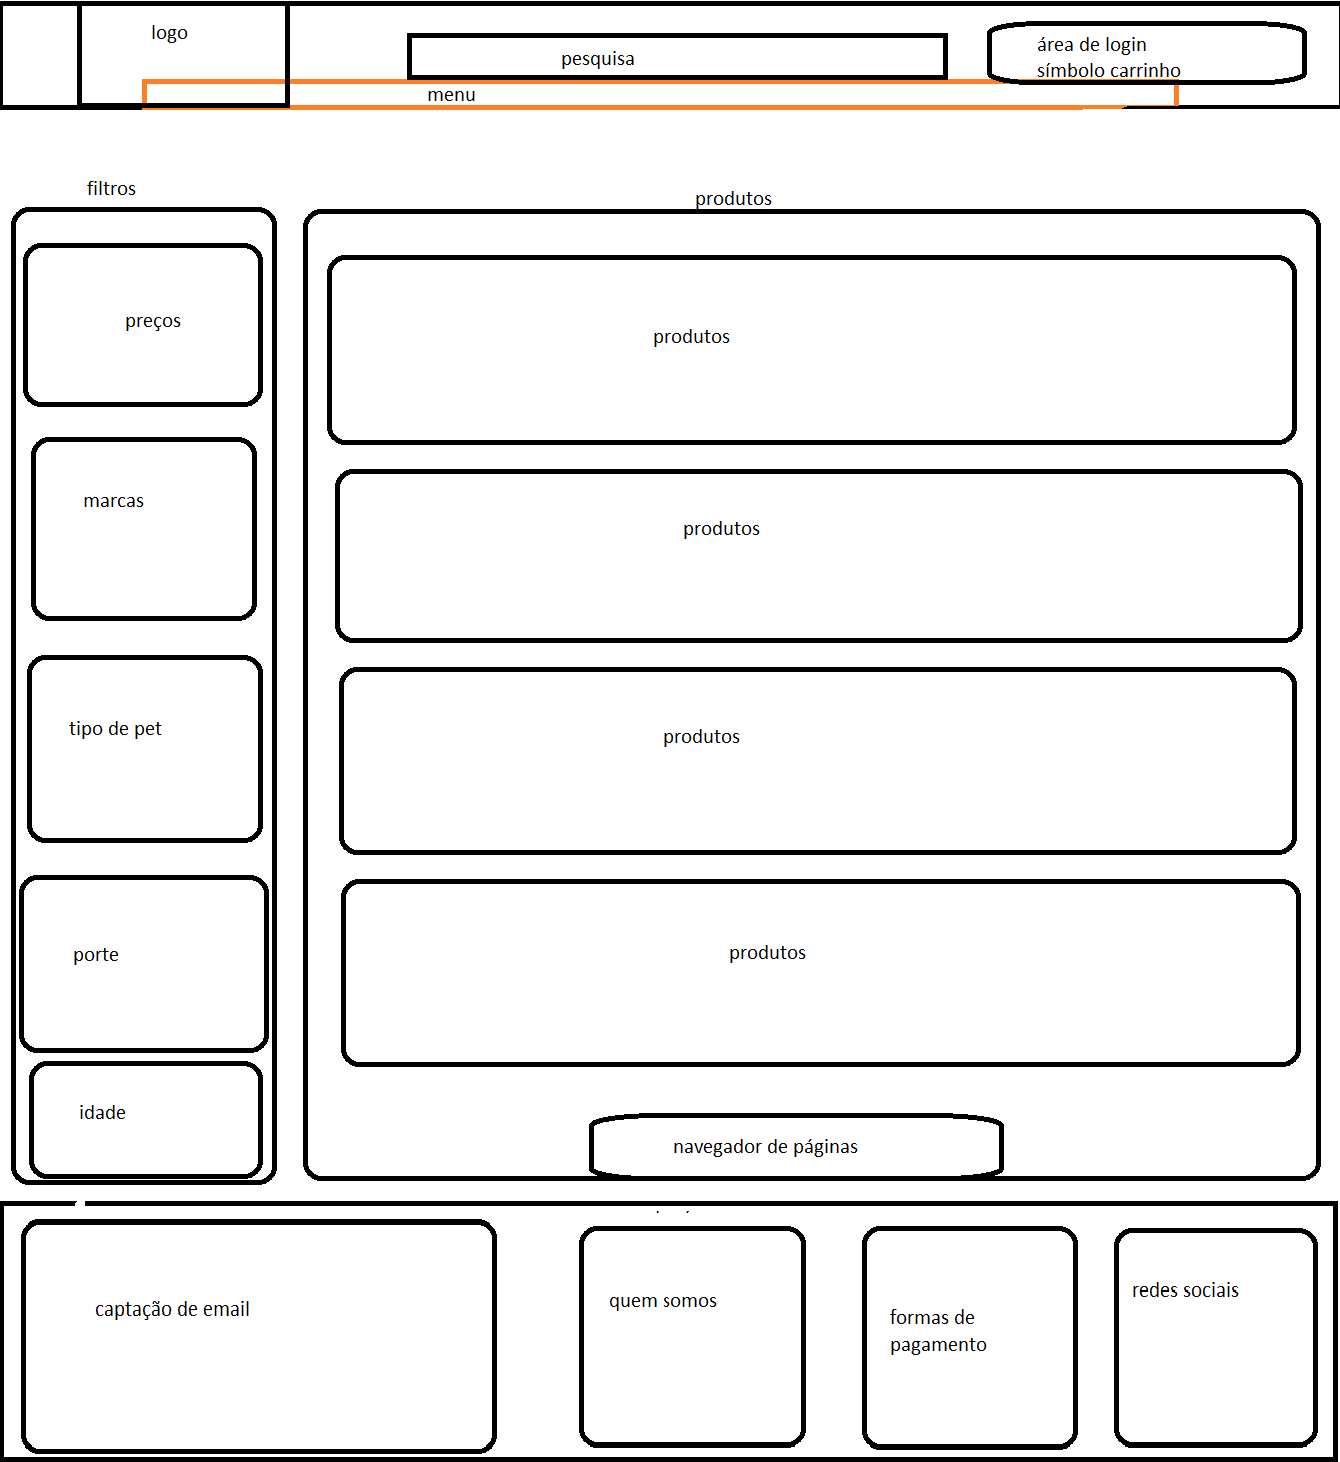 logo
pesquisa
área de login
símbolo carrinho
menu
filtros
produtos
preços
marcas
tipo de pet
porte
idade
produtos
produtos
produtos
produtos
navegador de páginas
captação de email
quem somos
formas de
pagamento
redes sociais